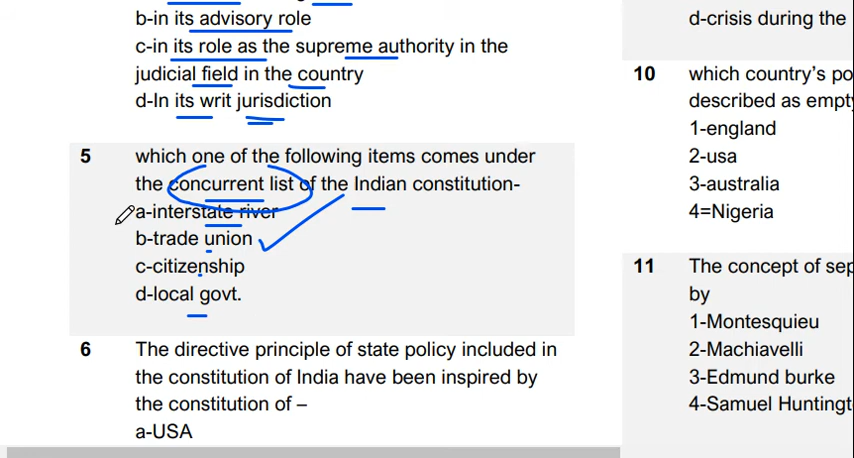 b-in its advisory role
c-in its role as the supreme authority in the
judicial field in the country
d-In its writ jurisdiction
5 which one of the following items comes under
the concurrent list of the Indian constitution-
a-interstate river
b-trade union
c-citizenship
d-local govt.
6 The directive principle of state policy included in
the constitution of India have been inspired by
the constitution of –
a-USA
d-crisis during the
10 which country's po
described as empty
1-england
2-usa
3-australia
4=Nigeria
11 The concept of sep
by
1-Montesquieu
2-Machiavelli
3-Edmund burke
4-Samuel Huntingt